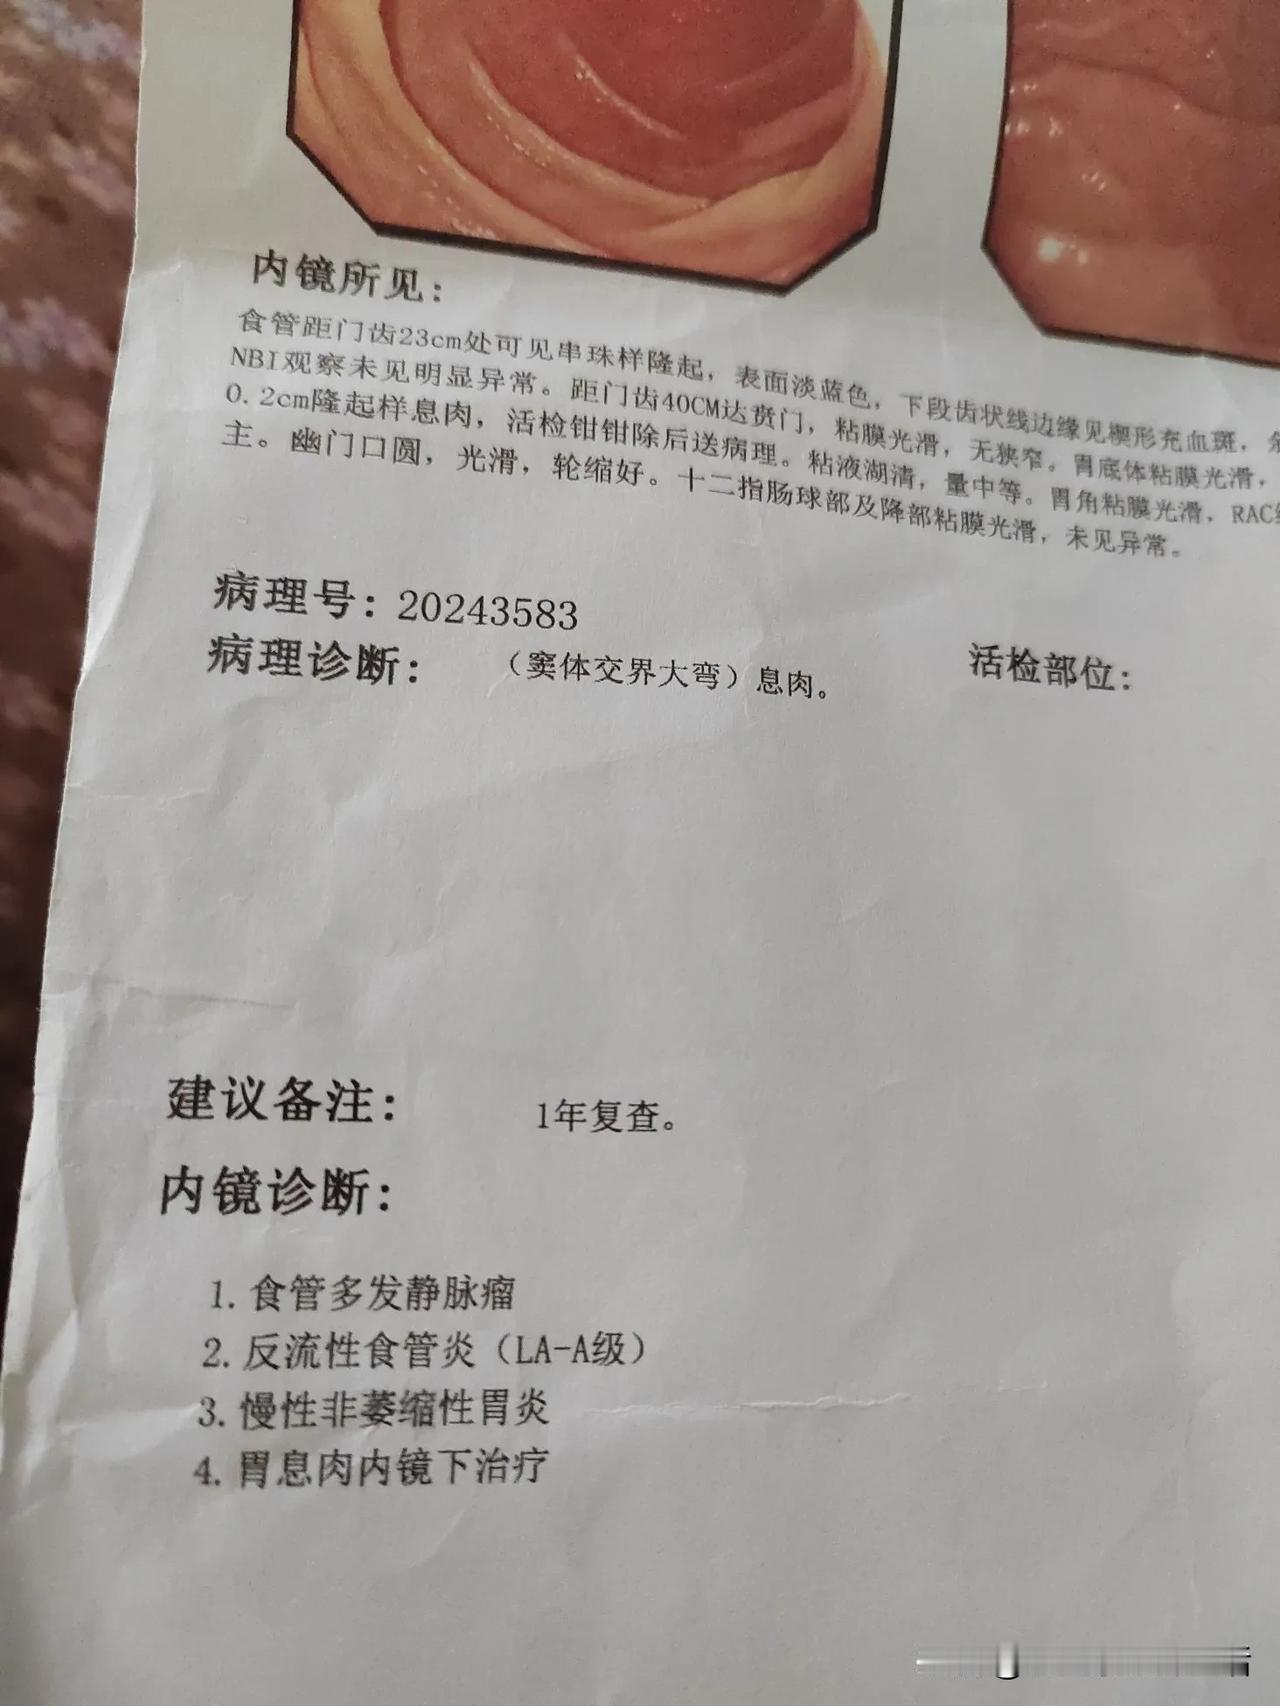 内镜所见：
食管距门齿23cm处可见串珠样隆起，表面淡蓝色，下段齿状线边缘见楔形充血斑，
NBI观察未见明显异常。距门齿40CM达贲门，粘膜光滑，无狭窄。胃底体粘膜光滑，
0.2cm隆起样息肉，活检钳钳除后送病理。粘液湖清，量中等。胃角粘膜光滑，RAC
主。幽门口圆，光滑，轮缩好。十二指肠球部及降部粘膜光滑，未见异常。
病理号：20243583
病理诊断： （窦体交界大弯）息肉。 活检部位：
建议备注： 1年复查。
内镜诊断：
1. 食管多发静脉瘤
2. 反流性食管炎（LA-A级）
3. 慢性非萎缩性胃炎
4. 胃息肉内镜下治疗